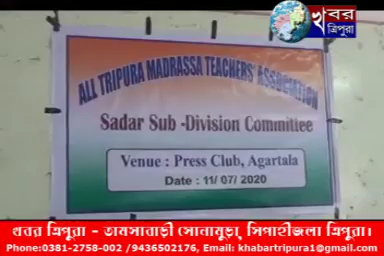 খবর
ত্রিপুরা
ALL TRIPURA MADRASSA TEACHERS' ASSOCIATION
Sadar Sub -Division Committee
Venue : Press Club, Agartala
Date : 11/ 07/ 2020
খবর ত্রিপুরা - তামসাবাড়ী সোনামুড়া, সিপাহীজলা ত্রিপুরা।
Phone:0381-2758-002 /9436502176, Email: khabartripura1@gmail.com